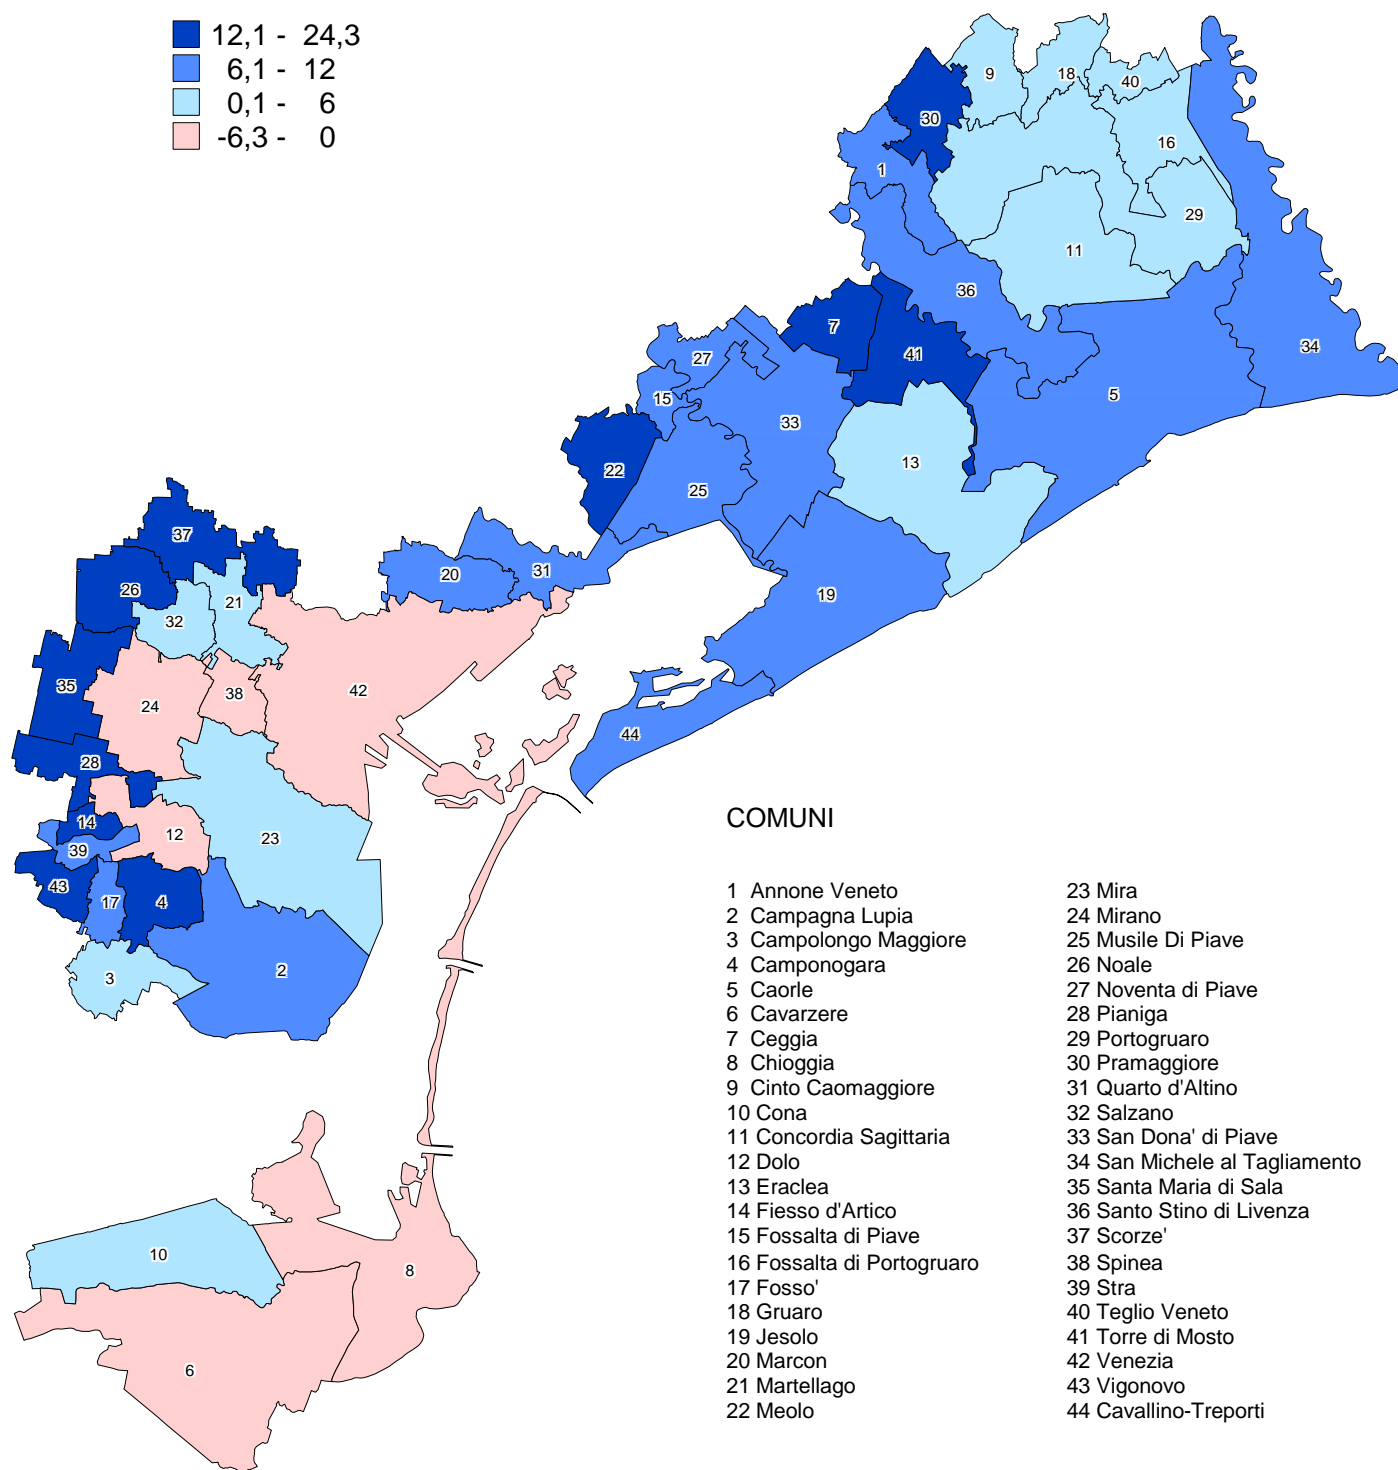 12,1 - 24,3
6,1 - 12
0,1 - 6
-6,3 - 0
9
18
40
30
16
1
29
11
36
7
34
41
27
5
15
33
13
22
25
37
20
31
26
21
19
32
35
42
38
24
44
28
14
12
23
39
43
17
4
2
3
10
8
6
COMUNI
1 Annone Veneto
2 Campagna Lupia
3 Campolongo Maggiore
4 Camponogara
5 Caorle
6 Cavarzere
7 Ceggia
8 Chioggia
9 Cinto Caomaggiore
10 Cona
11 Concordia Sagittaria
12 Dolo
13 Eraclea
14 Fiesso d'Artico
15 Fossalta di Piave
16 Fossalta di Portogruaro
17 Fosso'
18 Gruaro
19 Jesolo
20 Marcon
21 Martellago
22 Meolo
23 Mira
24 Mirano
25 Musile Di Piave
26 Noale
27 Noventa di Piave
28 Pianiga
29 Portogruaro
30 Pramaggiore
31 Quarto d'Altino
32 Salzano
33 San Dona' di Piave
34 San Michele al Tagliamento
35 Santa Maria di Sala
36 Santo Stino di Livenza
37 Scorze'
38 Spinea
39 Stra
40 Teglio Veneto
41 Torre di Mosto
42 Venezia
43 Vigonovo
44 Cavallino-Treporti